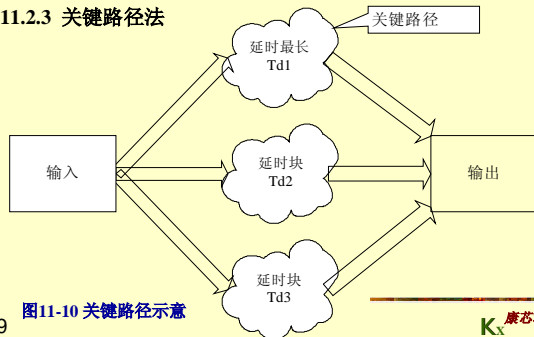 11.2.3 关键路径法
关键路径
延时最长
Td1
输入
延时块
Td2
输出
延时块
Td3
图11-10 关键路径示意
9
Kx 康芯